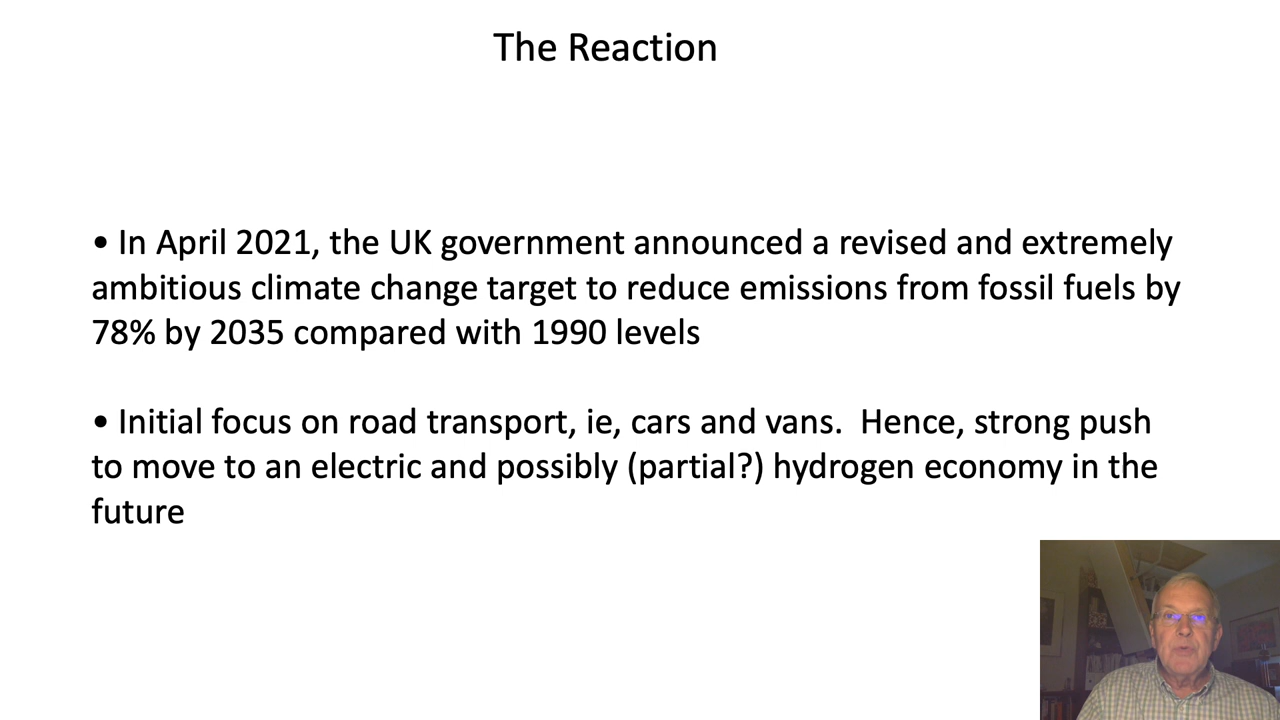 The Reaction
• In April 2021, the UK government announced a revised and extremely
ambitious climate change target to reduce emissions from fossil fuels by
78% by 2035 compared with 1990 levels
• Initial focus on road transport, ie, cars and vans.  Hence, strong push
to move to an electric and possibly (partial?) hydrogen economy in the
future